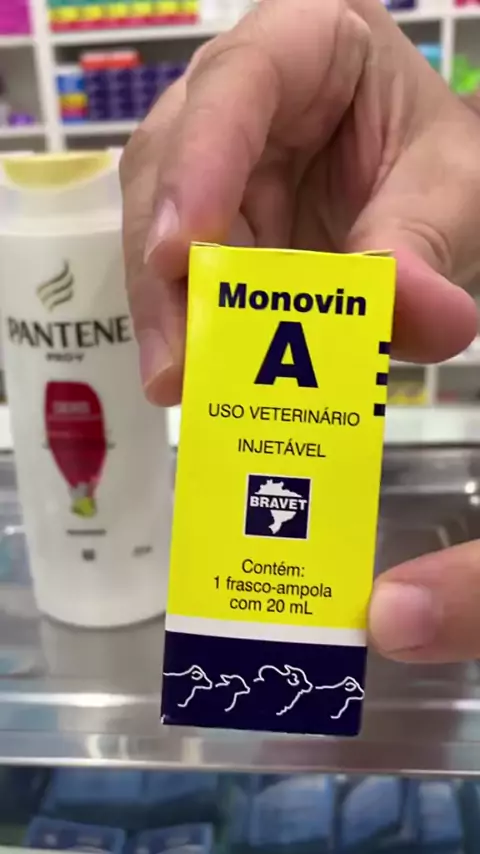 Monovin
A
USO VETERINÁRIO
INJETÁVEL
BRAVET
Contém:
1 frasco-ampola
com 20 mL
PANTENE
PRO-V